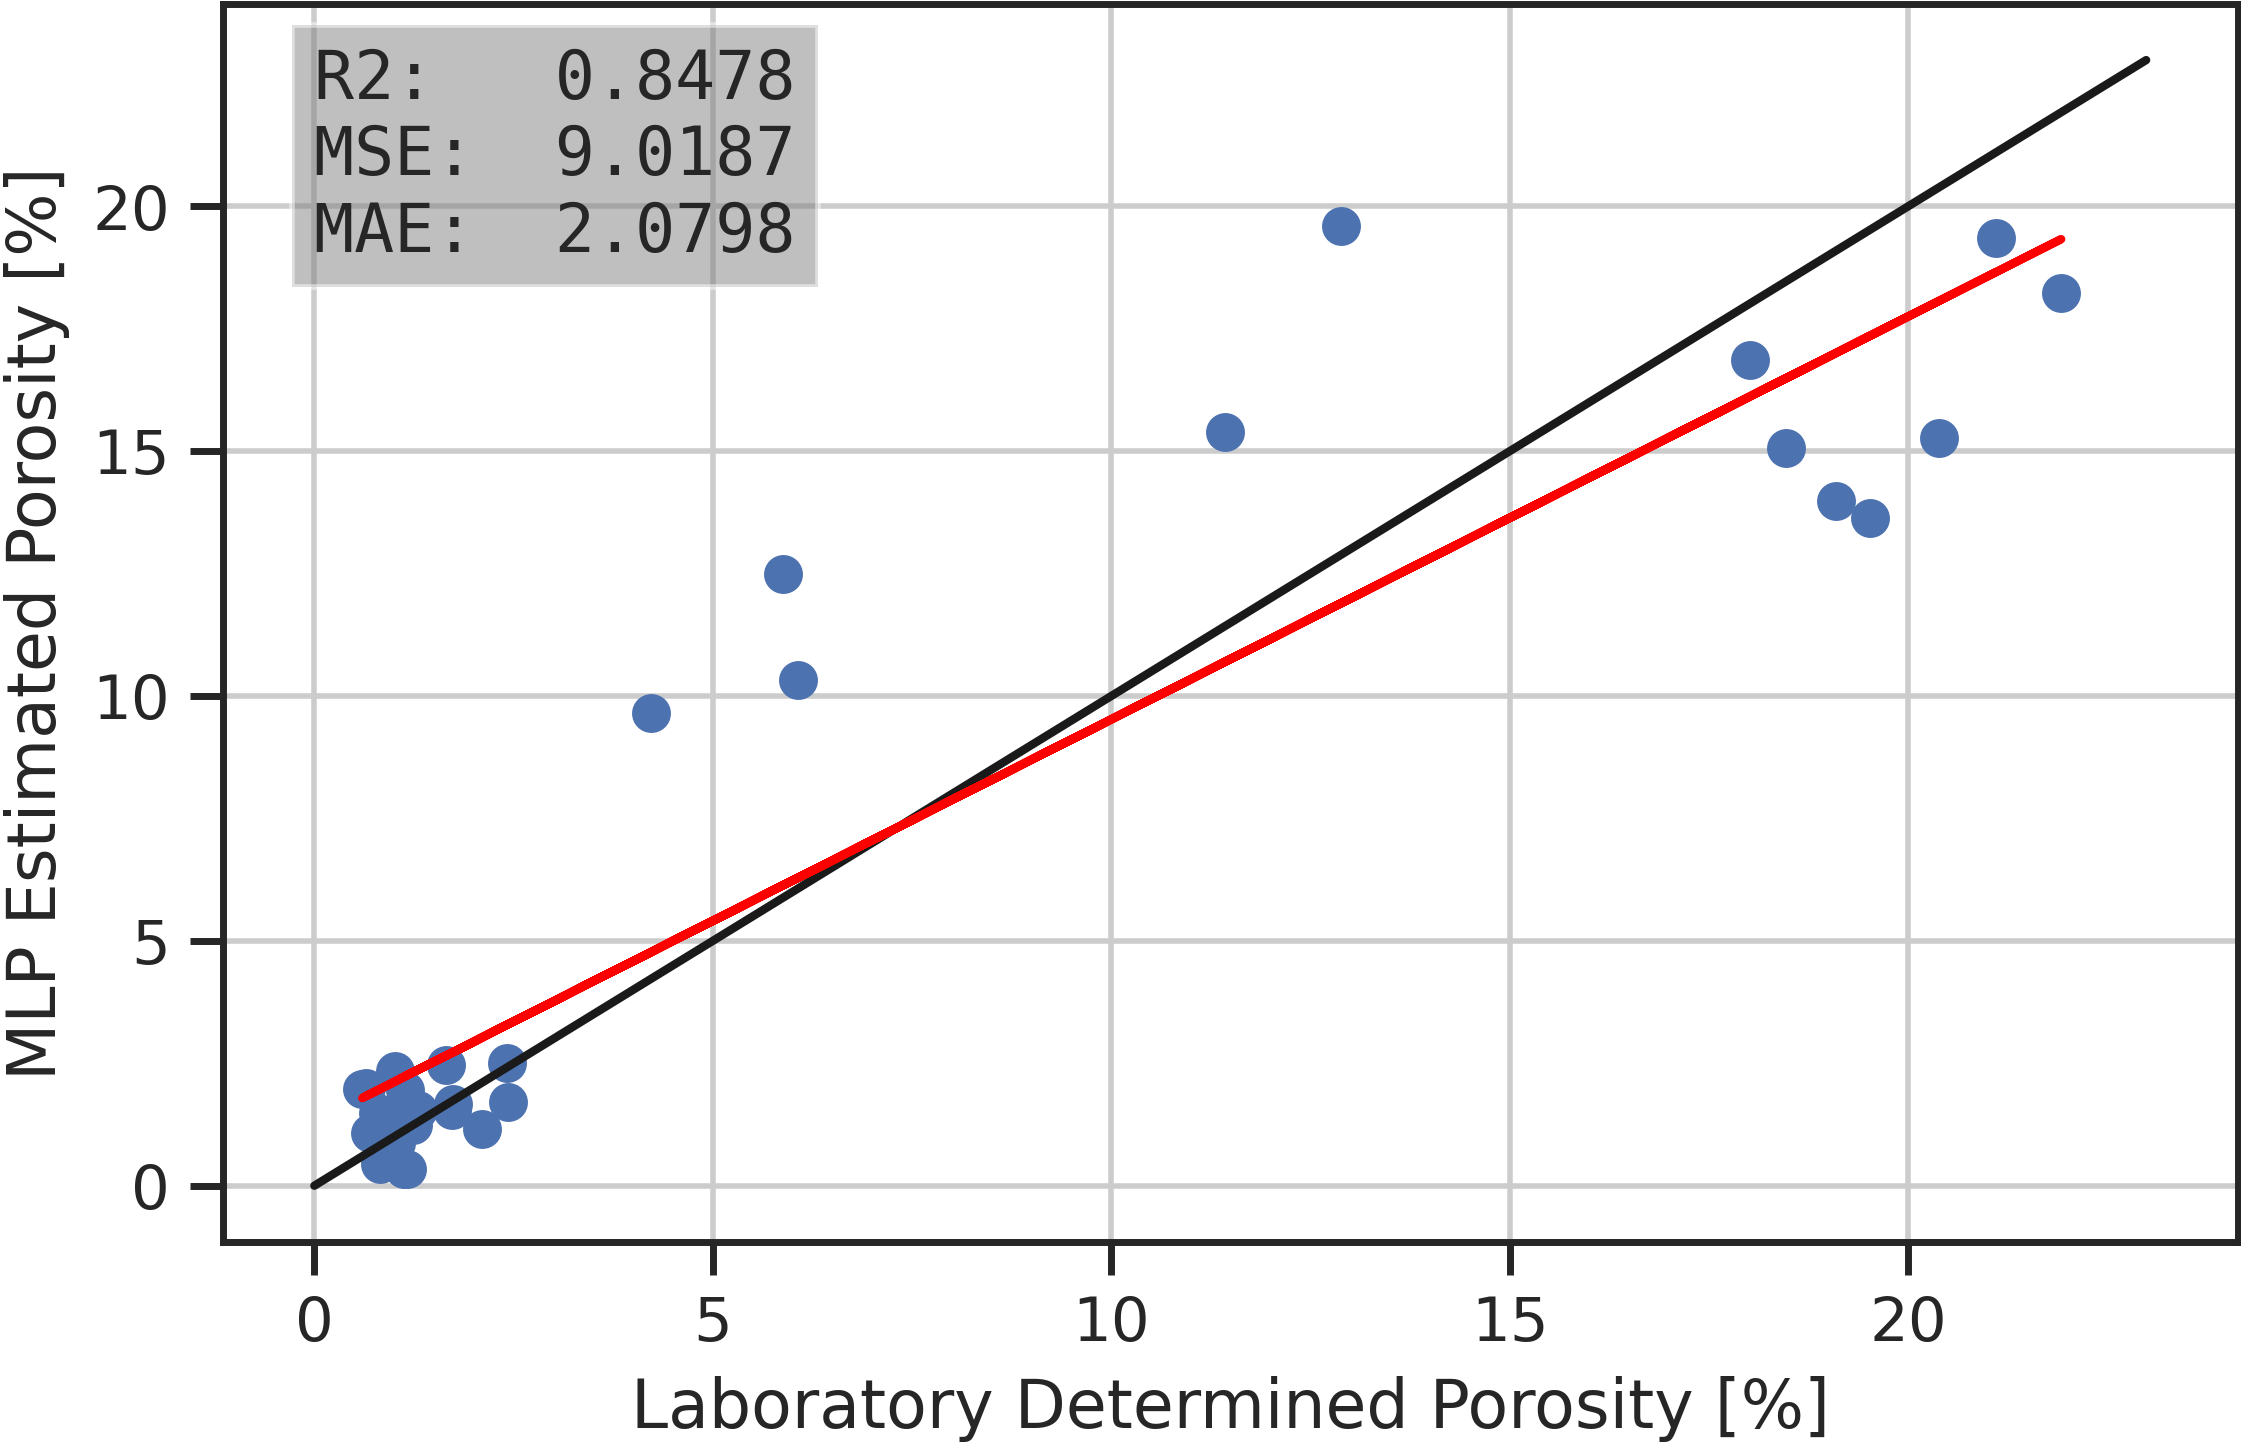 R2: 0.8478
MSE: 9.0187
MAE: 2.0798
MLP Estimated Porosity [%]
20
15
10
5
0
0 5 10 15 20
Laboratory Determined Porosity [%]